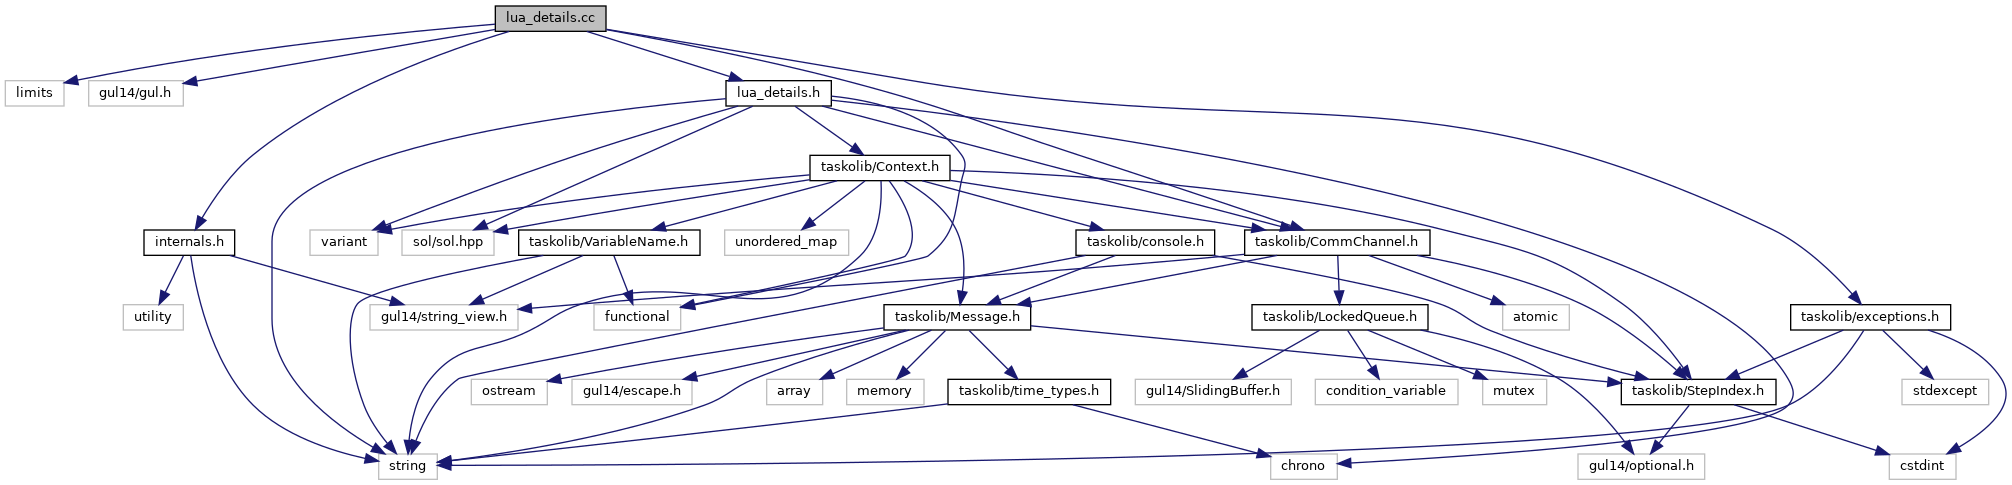 lua_details.cc
limits
gul14/gul.h
lua_details.h
taskolib/Context.h
internals.h
variant
sol/sol.hpp
taskolib/VariableName.h
unordered_map
taskolib/console.h
taskolib/CommChannel.h
utility
gul14/string_view.h
functional
taskolib/Message.h
taskolib/LockedQueue.h
atomic
taskolib/exceptions.h
ostream
gul14/escape.h
array
memory
taskolib/time_types.h
gul14/SlidingBuffer.h
condition_variable
mutex
taskolib/StepIndex.h
stdexcept
string
chrono
gul14/optional.h
cstdint